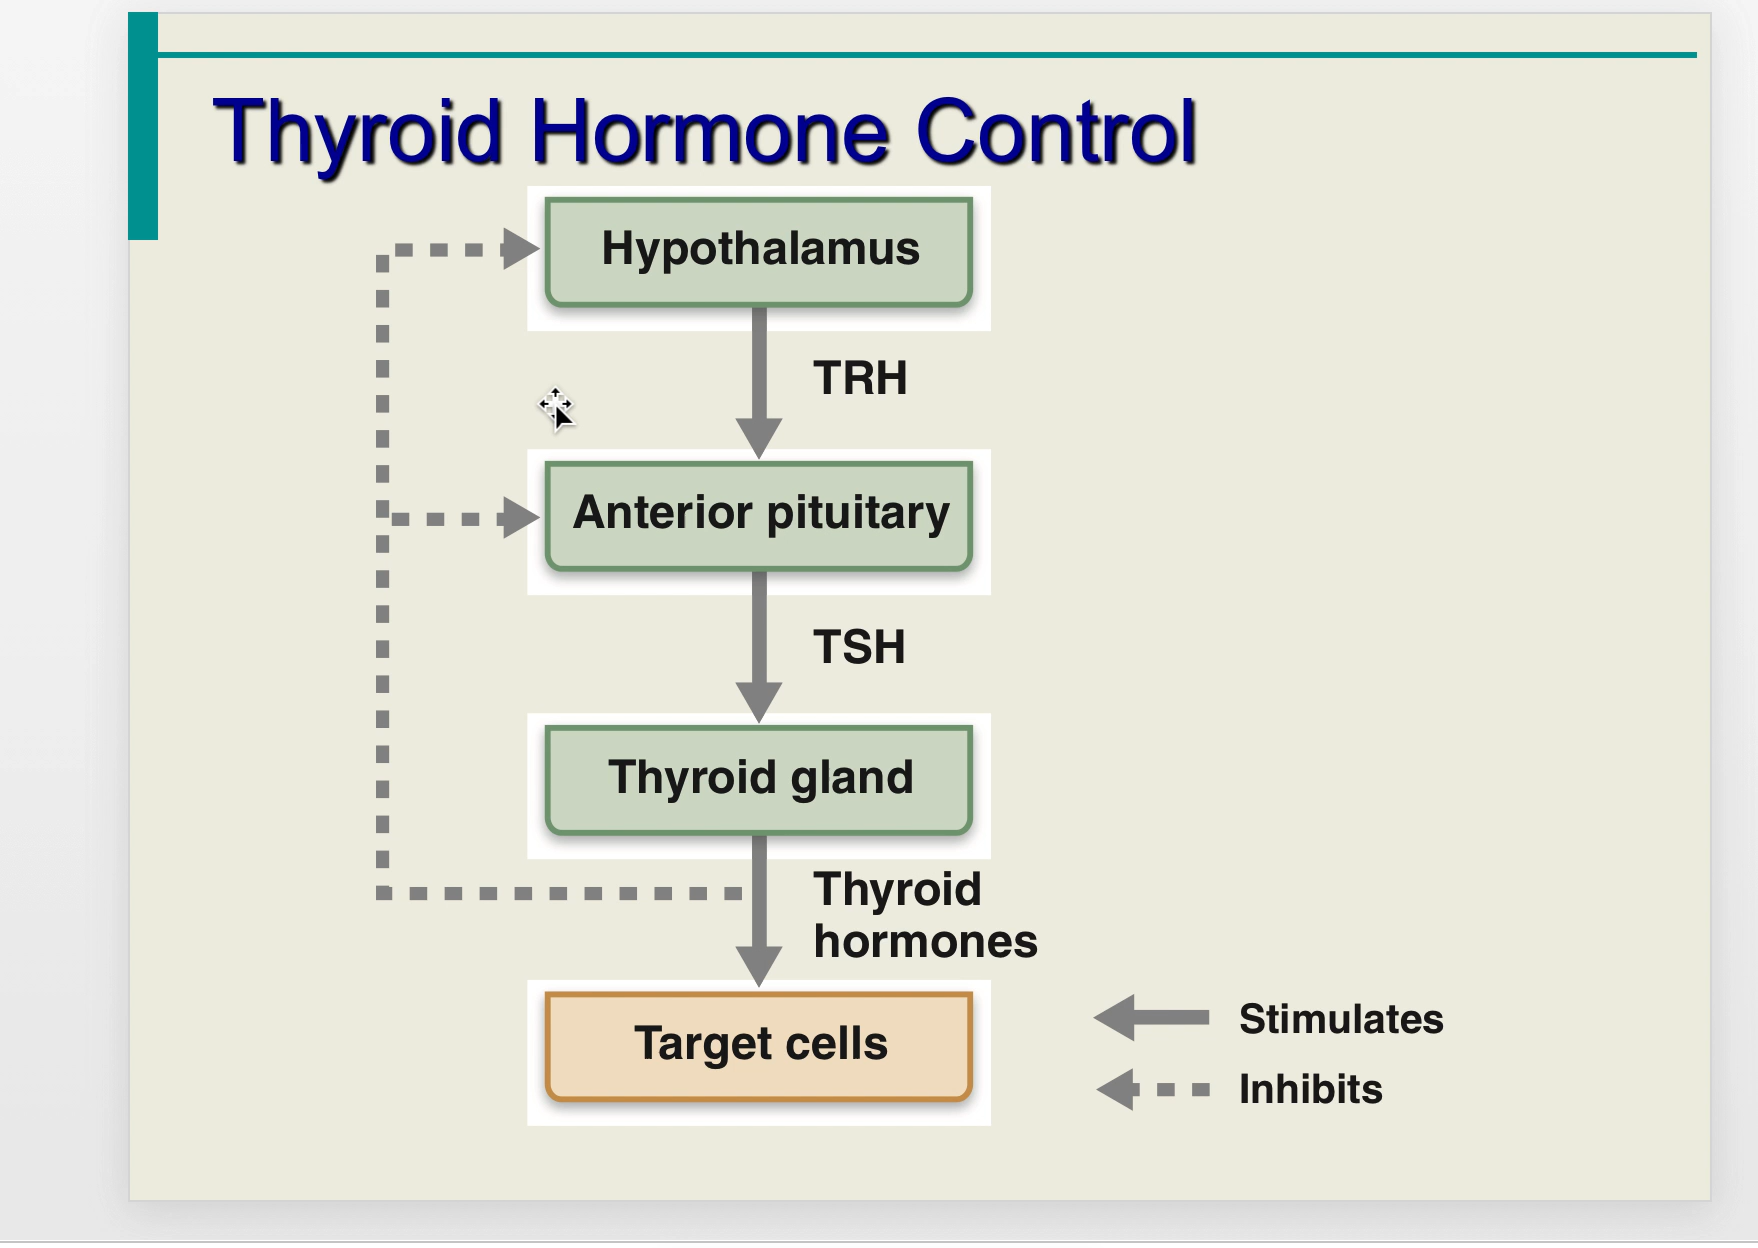 Thyroid Hormone Control
Hypothalamus
TRH
Anterior pituitary
TSH
Thyroid gland
Thyroid
hormones
Target cells
Stimulates
Inhibits